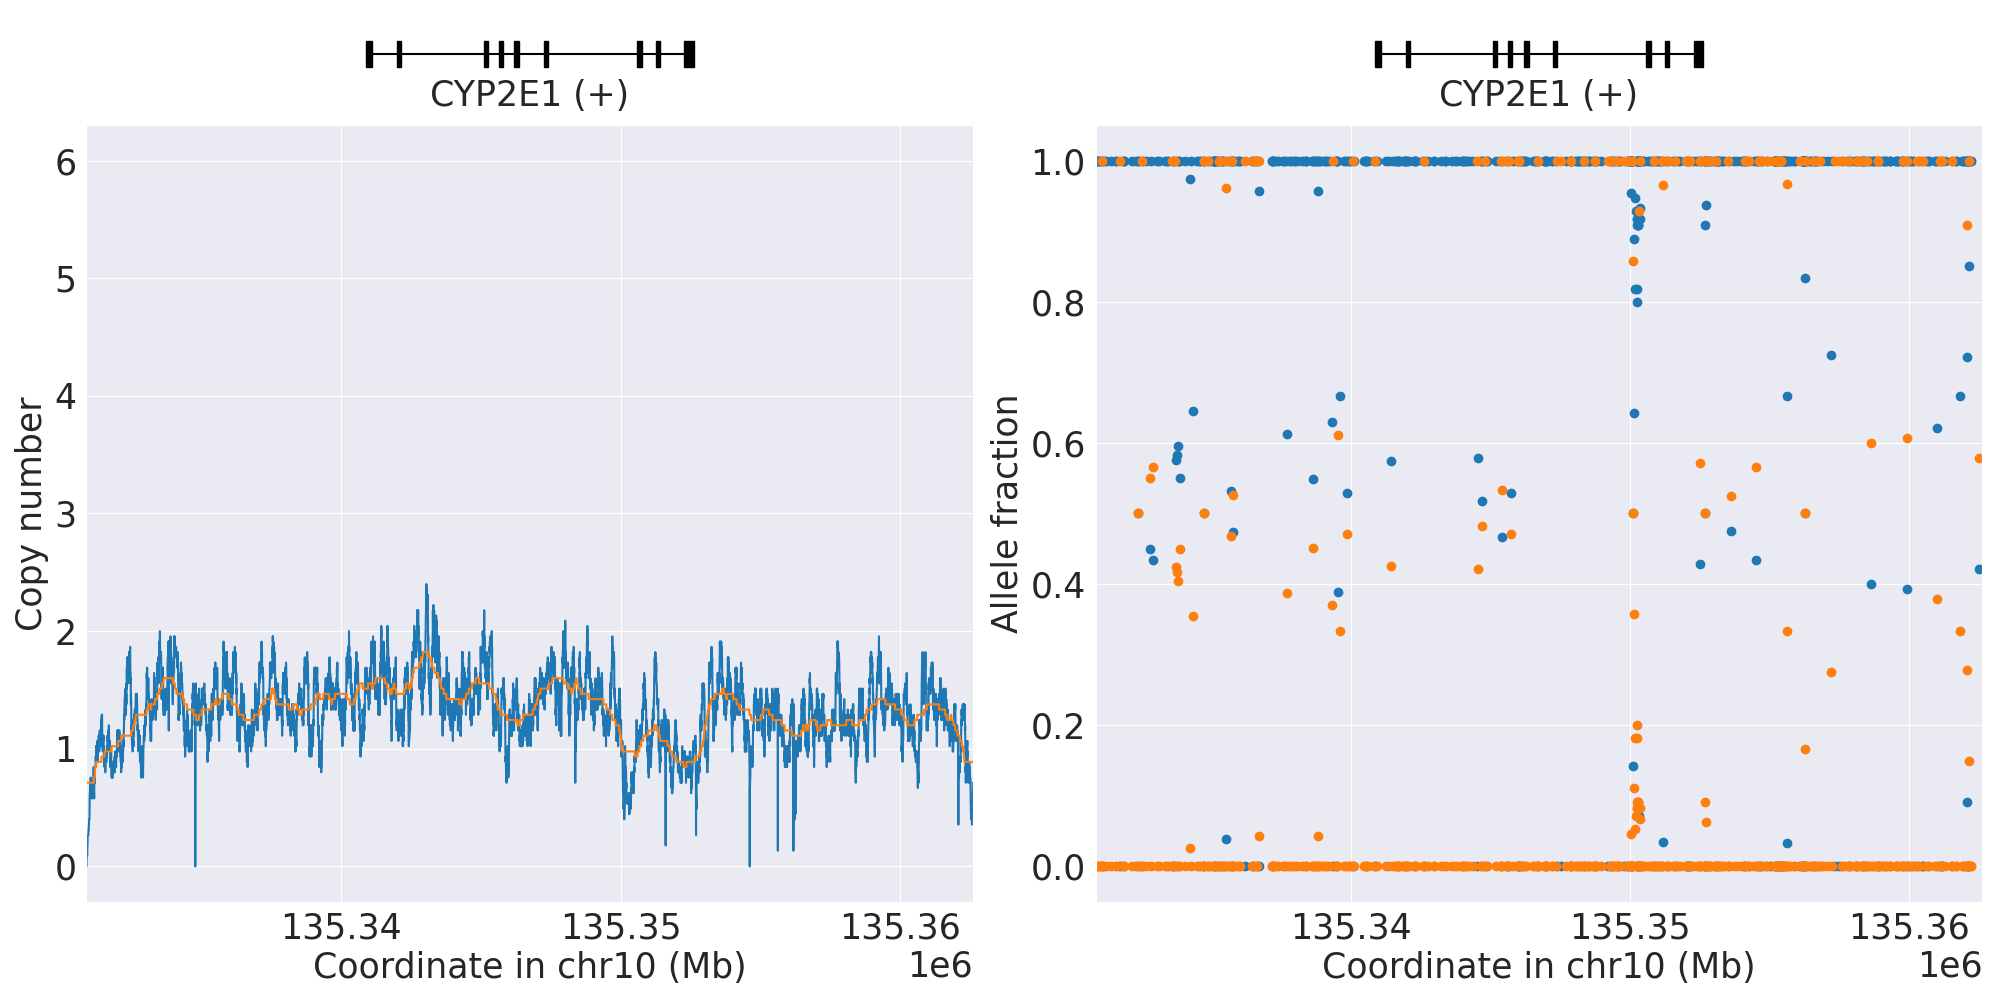 CYP2E1 (+)
6
5
4
3
2
1
0
Copy number
135.34 135.35 135.36
Coordinate in chr10 (Mb)
1e6
CYP2E1 (+)
1.0
0.8
0.6
0.4
0.2
0.0
Allele fraction
135.34 135.35 135.36
Coordinate in chr10 (Mb)
1e6